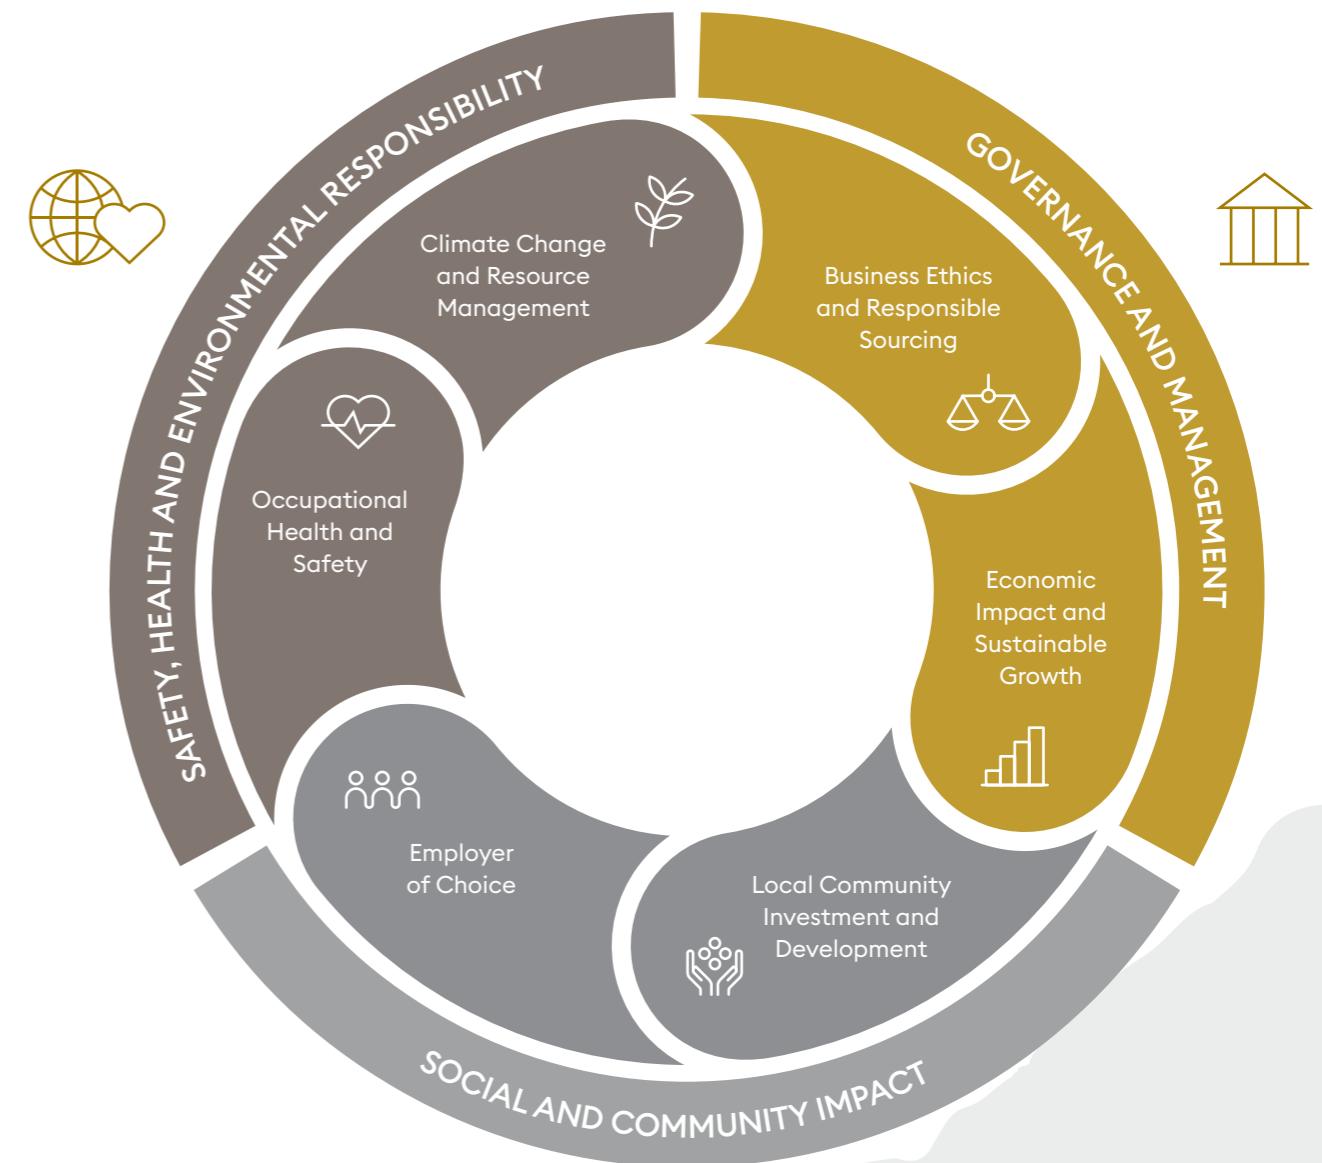 SAFETY, HEALTH AND ENVIRONMENTAL RESPONSIBILITY
GOVERNANCE AND MANAGEMENT
Climate Change
and Resource
Management
Business Ethics
and Responsible
Sourcing
Occupational
Health and
Safety
Economic
Impact and
Sustainable
Growth
Employer
of Choice
Local Community
Investment and
Development
SOCIAL AND COMMUNITY IMPACT